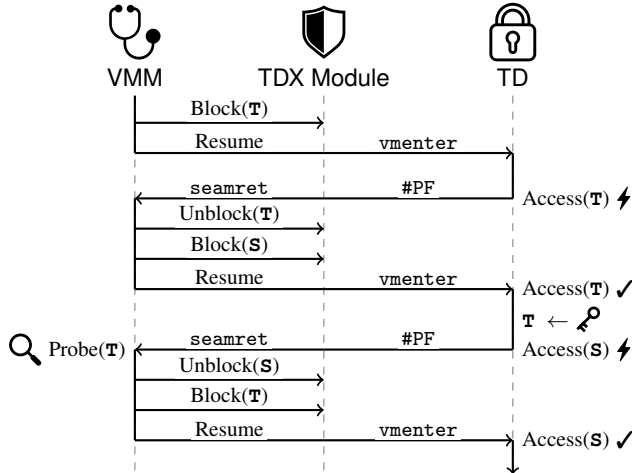 VMM TDX Module TD
Block(T)
Resume vmenter
seamret #PF Access(T)
Unblock(T)
Block(S)
Resume vmenter Access(T) ✓
T ←
Probe(T) seamret #PF Access(S)
Unblock(S)
Block(T)
Resume vmenter Access(S) ✓